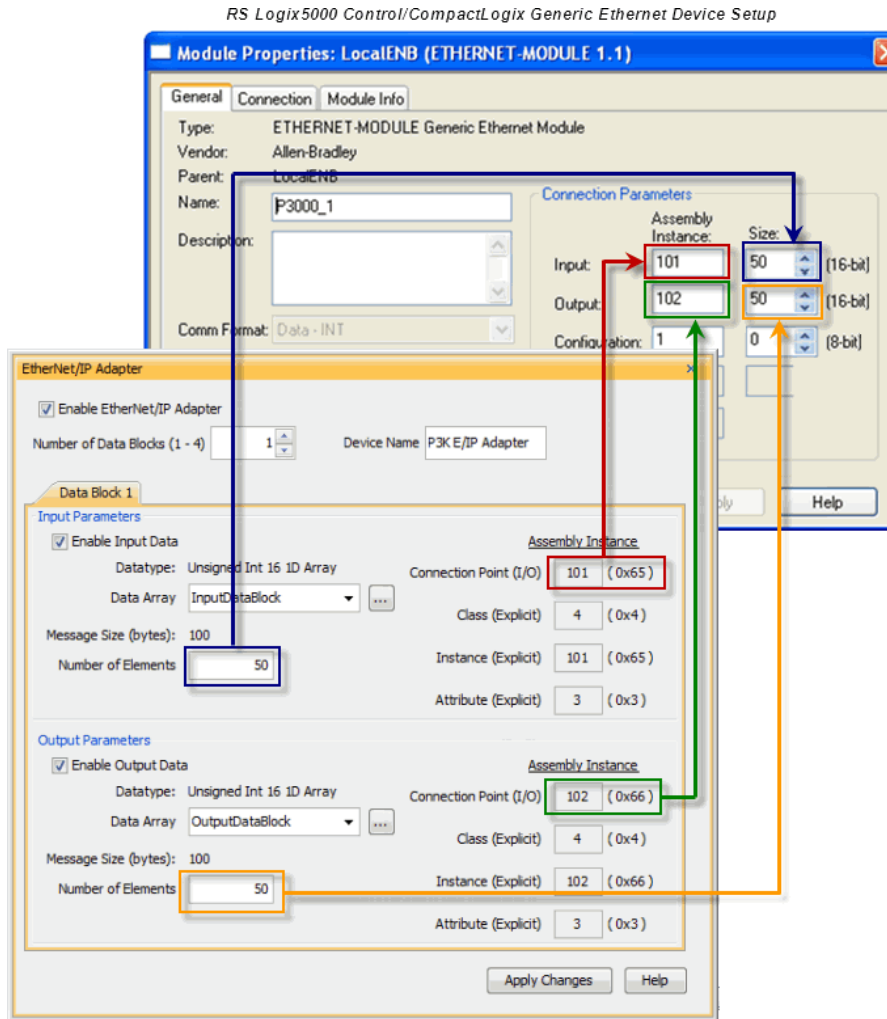 RS Logix5000 Control/CompactLogix Generic Ethernet Device Setup
Module Properties: LocalENB (ETHERNET-MODULE 1.1)
General Connection Module Info
Type: ETHERNET-MODULE Generic Ethernet Module
Vendor: Allen-Bradley
Parent: LocalENB
Name: P3000_1
Description:
Comm Format: Data - INT
Connection Parameters
Assembly
Instance: Size:
Input: 101 50 (16-bit)
Output: 102 50 (16-bit)
Configuration: 1 0 (8-bit)
Help
EtherNet/IP Adapter
Enable EtherNet/IP Adapter
Number of Data Blocks (1 - 4) 1 Device Name P3K E/IP Adapter
Data Block 1
Input Parameters
Enable Input Data Assembly Instance
Datatype: Unsigned Int 16 1D Array Connection Point (I/O) 101 ( 0x65 )
Data Array InputDataBlock ... Class (Explicit) 4 ( 0x4 )
Message Size (bytes): 100
Number of Elements 50 Instance (Explicit) 101 ( 0x65 )
Attribute (Explicit) 3 ( 0x3 )
Output Parameters
Enable Output Data Assembly Instance
Datatype: Unsigned Int 16 1D Array Connection Point (I/O) 102 ( 0x66 )
Data Array OutputDataBlock ... Class (Explicit) 4 ( 0x4 )
Message Size (bytes): 100
Number of Elements 50 Instance (Explicit) 102 ( 0x66 )
Attribute (Explicit) 3 ( 0x3 )
Apply Changes Help